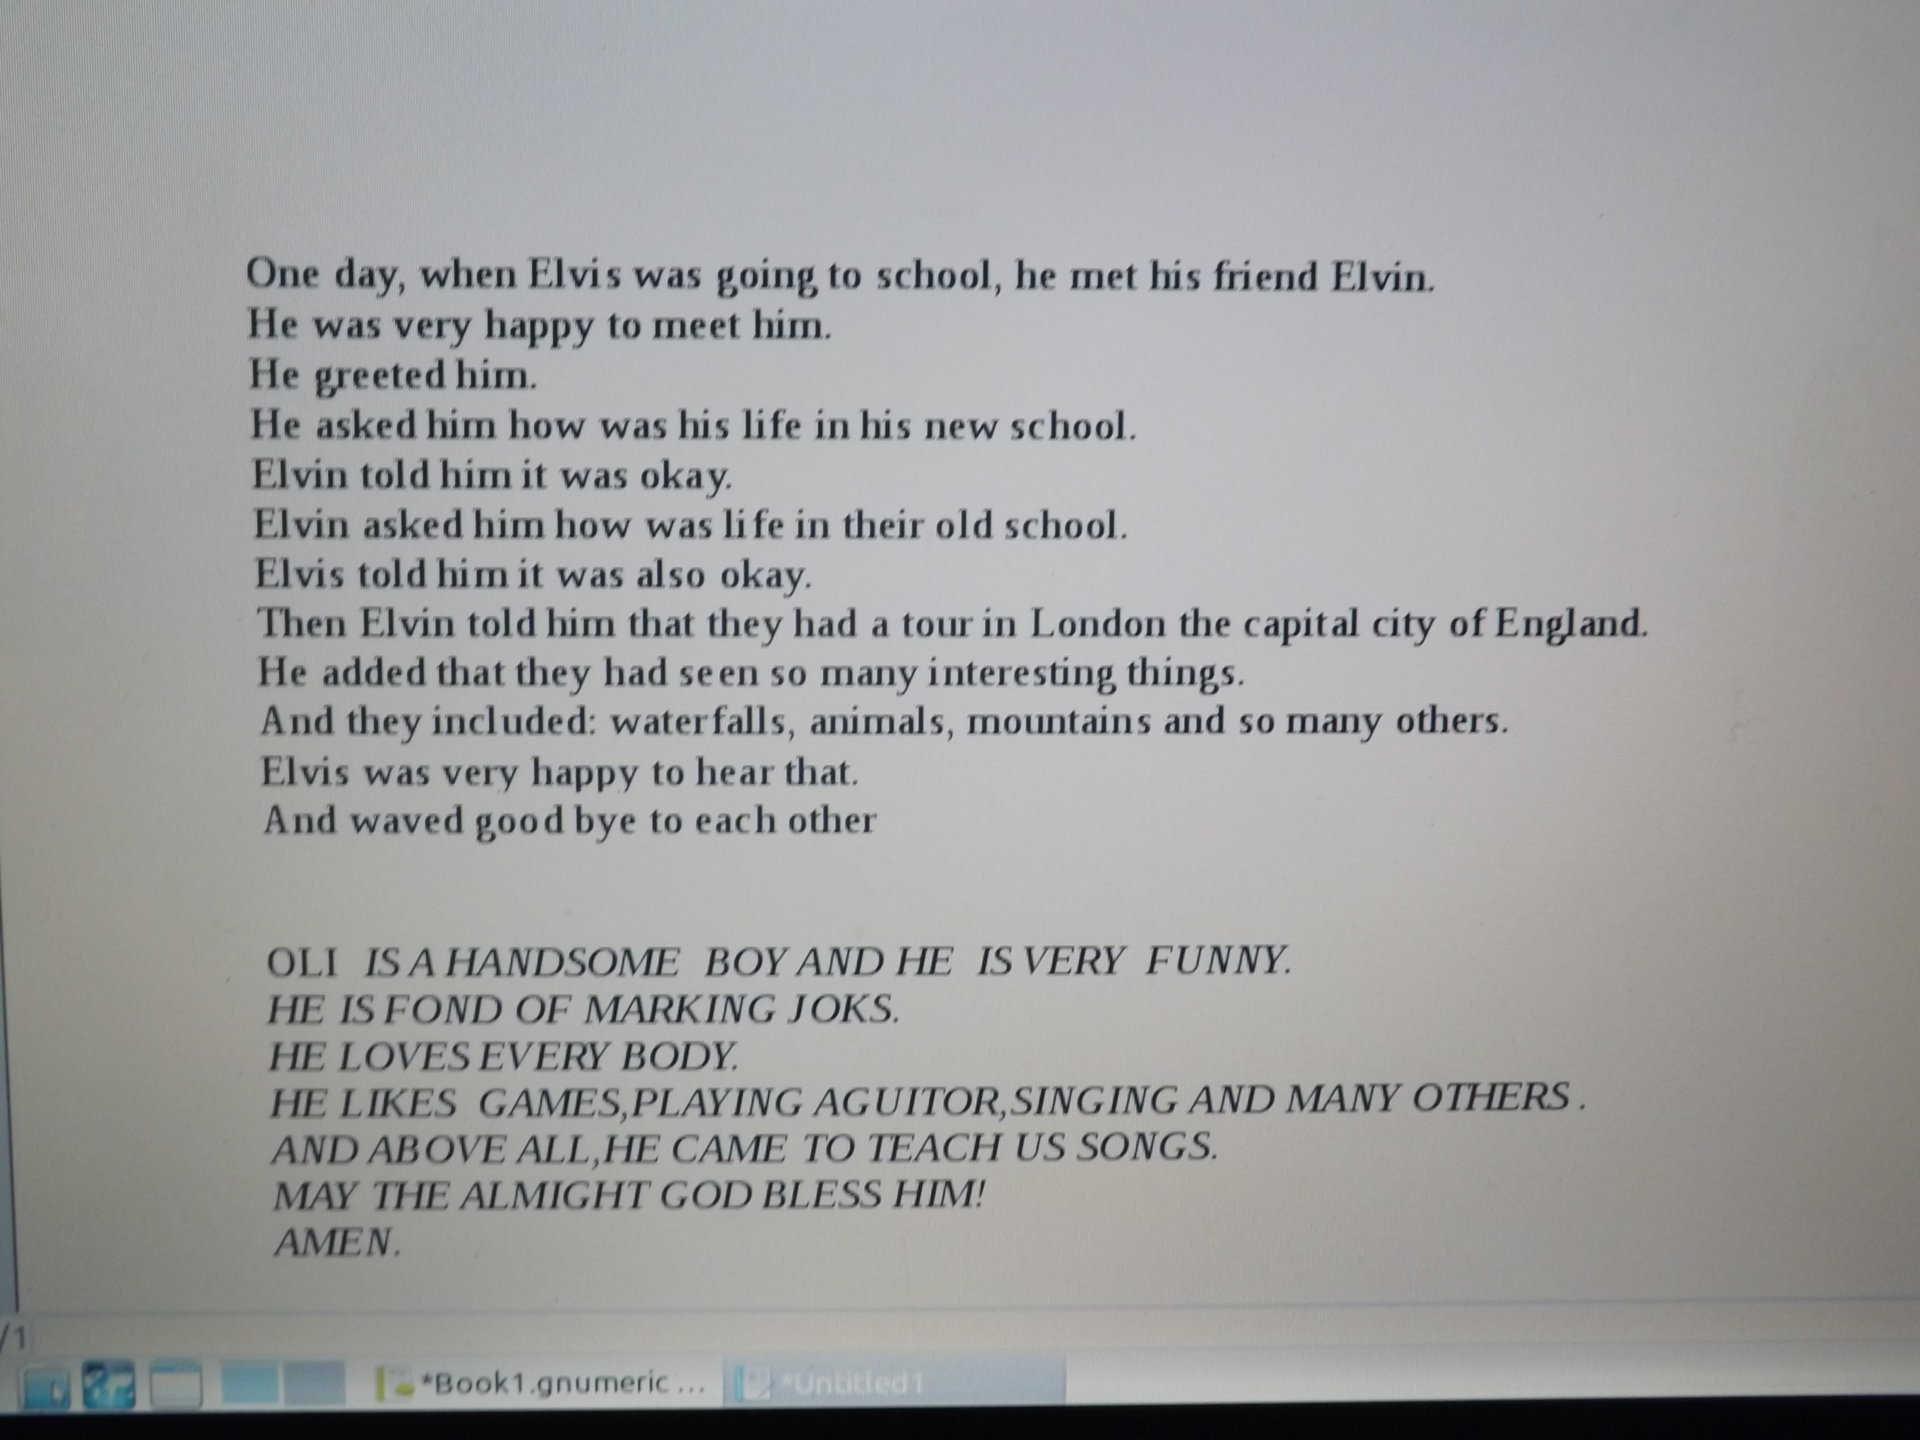 One day, when Elvis was going to school, he met his friend Elvin.
He was very happy to meet him.
He greeted him.
He asked him how was his life in his new school.
Elvin told him it was okay.
Elvin asked him how was life in their old school.
Elvis told him it was also okay.
Then Elvin told him that they had a tour in London the capital city of England.
He added that they had seen so many interesting things.
And they included: waterfalls, animals, mountains and so many others.
Elvis was very happy to hear that.
And waved good bye to each other
OLI IS A HANDSOME BOY AND HE IS VERY FUNNY.
HE IS FOND OF MARKING JOKS.
HE LOVES EVERY BODY.
HE LIKES GAMES,PLAYING AGUITOR,SINGING AND MANY OTHERS .
AND ABOVE ALL,HE CAME TO TEACH US SONGS.
MAY THE ALMIGHT GOD BLESS HIM!
AMEN.
/1
*Book1.gnumeric ... *Untitled1